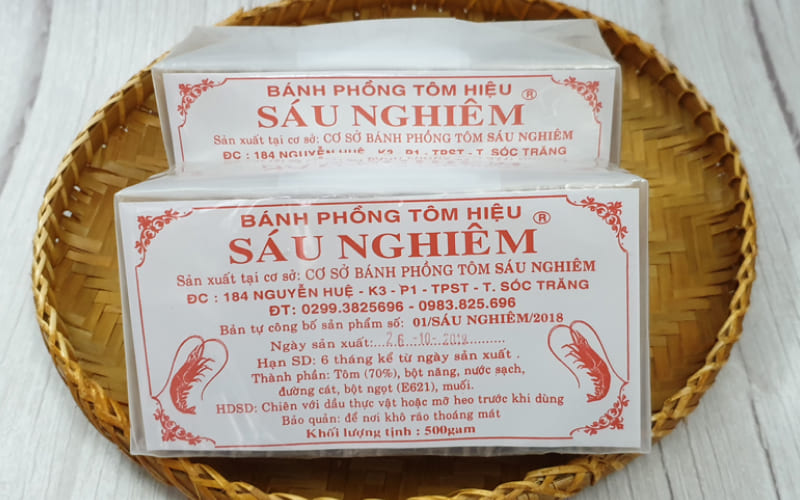 BÁNH PHỒNG TÔM HIỆU ®
SÁU NGHIÊM
Sản xuất tại cơ sở: CƠ SỞ BÁNH PHỒNG TÔM SÁU NGHIÊM
ĐC : 184 NGUYỄN HUỆ - K3 - P1 - TPST - T. SÓC TRĂNG
BÁNH PHỒNG TÔM HIỆU ®
SÁU NGHIÊM
Sản xuất tại cơ sở: CƠ SỞ BÁNH PHỒNG TÔM SÁU NGHIÊM
ĐC : 184 NGUYỄN HUỆ - K3 - P1 - TPST - T. SÓC TRĂNG
ĐT: 0299.3825696 - 0983.825.696
Bản tự công bố sản phẩm số: 01/SÁU NGHIÊM/2018
Ngày sản xuất:..26-10-2019..........
Hạn SD: 6 tháng kể từ ngày sản xuất .
Thành phần: Tôm (70%), bột năng, nước sạch,
đường cát, bột ngọt (E621), muối.
HDSD: Chiên với dầu thực vật hoặc mỡ heo trước khi dùng
Bảo quản: để nơi khô ráo thoáng mát
Khối lượng tịnh : 500gam